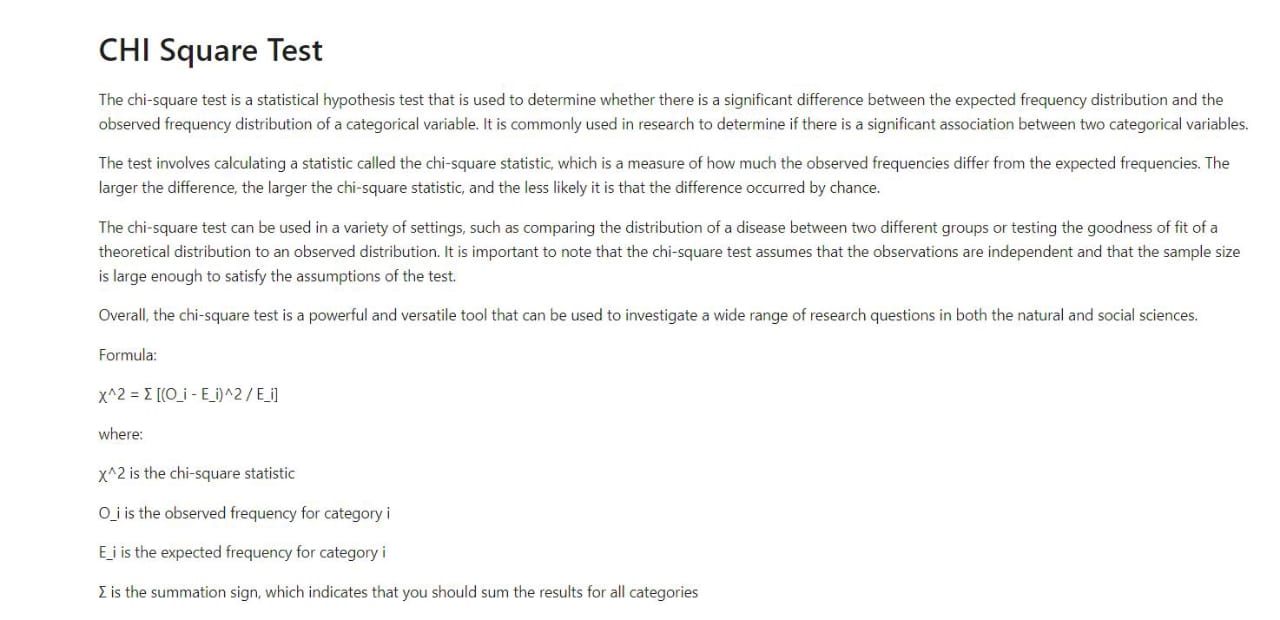 CHI Square Test
The chi-square test is a statistical hypothesis test that is used to determine whether there is a significant difference between the expected frequency distribution and the
observed frequency distribution of a categorical variable. It is commonly used in research to determine if there is a significant association between two categorical variables.
The test involves calculating a statistic called the chi-square statistic, which is a measure of how much the observed frequencies differ from the expected frequencies. The
larger the difference, the larger the chi-square statistic, and the less likely it is that the difference occurred by chance.
The chi-square test can be used in a variety of settings, such as comparing the distribution of a disease between two different groups or testing the goodness of fit of a
theoretical distribution to an observed distribution. It is important to note that the chi-square test assumes that the observations are independent and that the sample size
is large enough to satisfy the assumptions of the test.
Overall, the chi-square test is a powerful and versatile tool that can be used to investigate a wide range of research questions in both the natural and social sciences.
Formula:
χ^2 = Σ [(O_i - E_i)^2 / E_i]
where:
χ^2 is the chi-square statistic
O_i is the observed frequency for category i
E_i is the expected frequency for category i
Σ is the summation sign, which indicates that you should sum the results for all categories